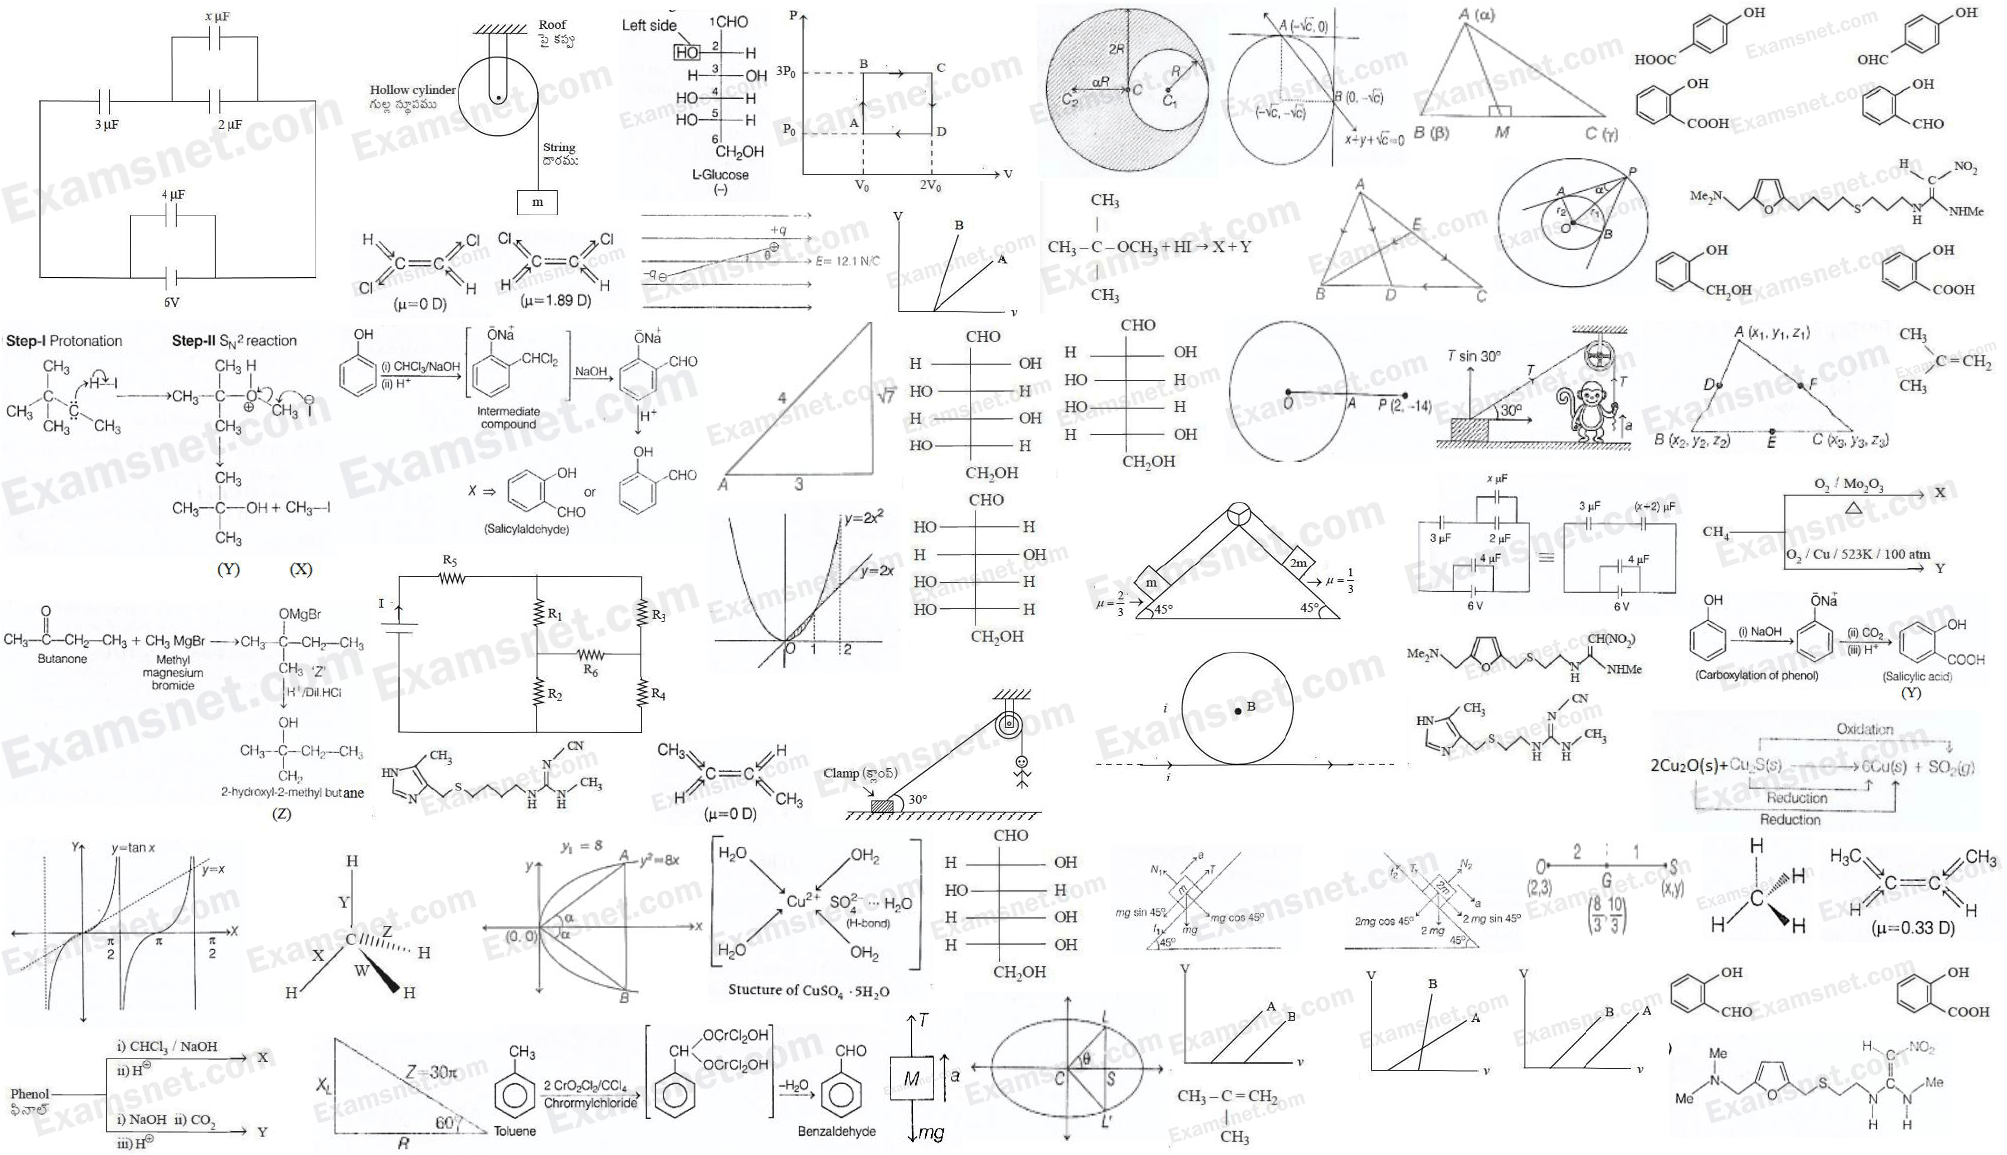 x μF
3 μF
2 μF
4 μF
6V
Roof
పై కప్పు
Hollow cylinder
గుల్ల స్థూపము
String
దారము
m
Left side
1CHO
HO 2 H
H 3 OH
HO 4 H
HO 5 H
6
CH₂OH
L-Glucose
(–)
P
3P₀
B
C
P₀
A
D
V₀
2V₀
V
2R
R
αR
C₂
C
C₁
A (–√c, 0)
B (0, –√c)
(–√c, –√c)
x+y+√c=0
A (α)
B (β)
M
C (γ)
OH
HOOC
OH
OHC
OH
COOH
OH
CHO
H
Cl
C=C
Cl
H
(μ=0 D)
Cl
Cl
C=C
H
H
(μ=1.89 D)
+q
θ
–q
E= 12.1 N/C
V
B
A
ν
CH₃
CH₃–C–OCH₃ + HI → X + Y
CH₃
A
E
B
D
C
P
A
α
r₂
r₁
O
B
H
NO₂
C
Me₂N
O
S
N
H
NHMe
OH
CH₂OH
OH
COOH
Step-I Protonation
Step-II S_N2 reaction
CH₃
H–I
CH₃
C
CH₃
CH₃
CH₃ H
CH₃
O
CH₃
I
CH₃
CH₃
CH₃
OH + CH₃–I
CH₃
(Y)
(X)
OH
(i) CHCl₃/NaOH
(ii) H⁺
ŌNa⁺
CHCl₂
Intermediate
compound
NaOH
ŌNa⁺
CHO
H⁺
OH
CHO
X ⇒
OH
CHO
or
(Salicylaldehyde)
4
√7
A
3
CHO
H OH
HO H
H OH
HO H
CH₂OH
CHO
H OH
HO H
HO H
H OH
CH₂OH
O
A
P (2, –14)
T sin 30°
T
T
30°
a
A (x₁, y₁, z₁)
D
F
B (x₂, y₂, z₂)
E
C (x₃, y₃, z₃)
CH₃
C=CH₂
CH₃
y=2x²
y=2x
O
1
2
CHO
HO H
H OH
HO H
HO H
CH₂OH
m
2m
μ = 2/3
45°
45°
μ = 1/3
x μF
3 μF
2 μF
4 μF
6 V
≡
3 μF
(x+2) μF
4 μF
6 V
O₂ / Mo₂O₃
X
△
CH₄
O₂ / Cu / 523K / 100 atm
Y
O
CH₃–C–CH₂–CH₃ + CH₃ MgBr
Butanone
Methyl
magnesium
bromide
OMgBr
CH₃–C–CH₂–CH₃
CH₃ 'Z'
H⁺/Dil.HCl
OH
CH₃–C–CH₂–CH₃
CH₂
2-hydroxyl-2-methyl butane
(Z)
R₅
I
R₁
R₃
R₆
R₂
R₄
B
i
i
Me₂N
O
S
CH(NO₂)
N
H
NHMe
OH
(i) NaOH
ŌNa⁺
(ii) CO₂
(iii) H⁺
OH
COOH
(Carboxylation of phenol)
(Salicylic acid)
(Y)
CH₃
HN
N
S
N
CN
N
H
N
H
CH₃
CH₃
HN
N
S
N
CN
N
H
N
H
CH₃
CH₃
H
C=C
H
CH₃
(μ=0 D)
Clamp (క్లాంప్)
30°
Oxidation
2Cu₂O(s)+Cu₂S(s) → 6Cu(s) + SO₂(g)
Reduction
Reduction
Y
y=tan x
y=x
π/2
π
π/2
X
H
Y
C
Z
X
W
H
H
H
y₁ = 8
y
A
y²=8x
(0, 0)
α
α
x
B
H₂O
OH₂
Cu²⁺
SO₄²⁻ ··· H₂O
(H-bond)
H₂O
OH₂
Stucture of CuSO₄ · 5H₂O
CHO
H OH
HO H
H OH
H OH
CH₂OH
N₁
a
T
m
mg sin 45°
mg cos 45°
f₁
mg
45°
f₂
T
N₂
2m
a
2mg cos 45°
2 mg sin 45°
2 mg
45°
O
2 : 1
S
(2,3)
G
(x,y)
(8/3, 10/3)
H
C
H
H
H
H₃C
CH₃
C=C
H
H
(μ=0.33 D)
V
A
B
ν
V
B
A
ν
V
B
A
ν
OH
CHO
OH
COOH
i) CHCl₃ / NaOH
ii) H⊕
X
Phenol
ఫినాల్
i) NaOH ii) CO₂
iii) H⊕
Y
X_L
Z=30π
60°
R
CH₃
2 CrO₂Cl₂/CCl₄
Chrormylchloride
Toluene
OCrCl₂OH
CH
OCrCl₂OH
–H₂O
CHO
Benzaldehyde
T
M
a
mg
L
θ
C
S
L'
CH₃–C=CH₂
CH₃
Me
N
Me
O
S
H
C
NO₂
N
H
N
H
Me
Examsnet.com